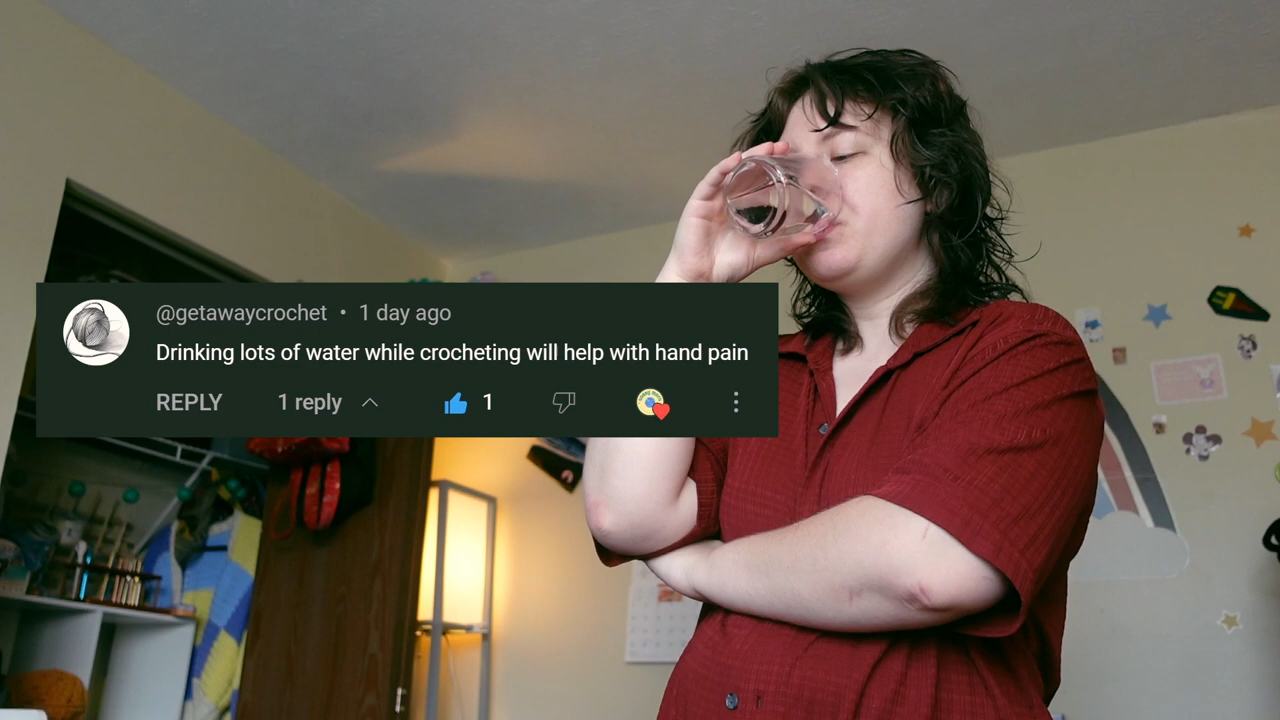 @getawaycrochet • 1 day ago
Drinking lots of water while crocheting will help with hand pain
REPLY 1 reply 1